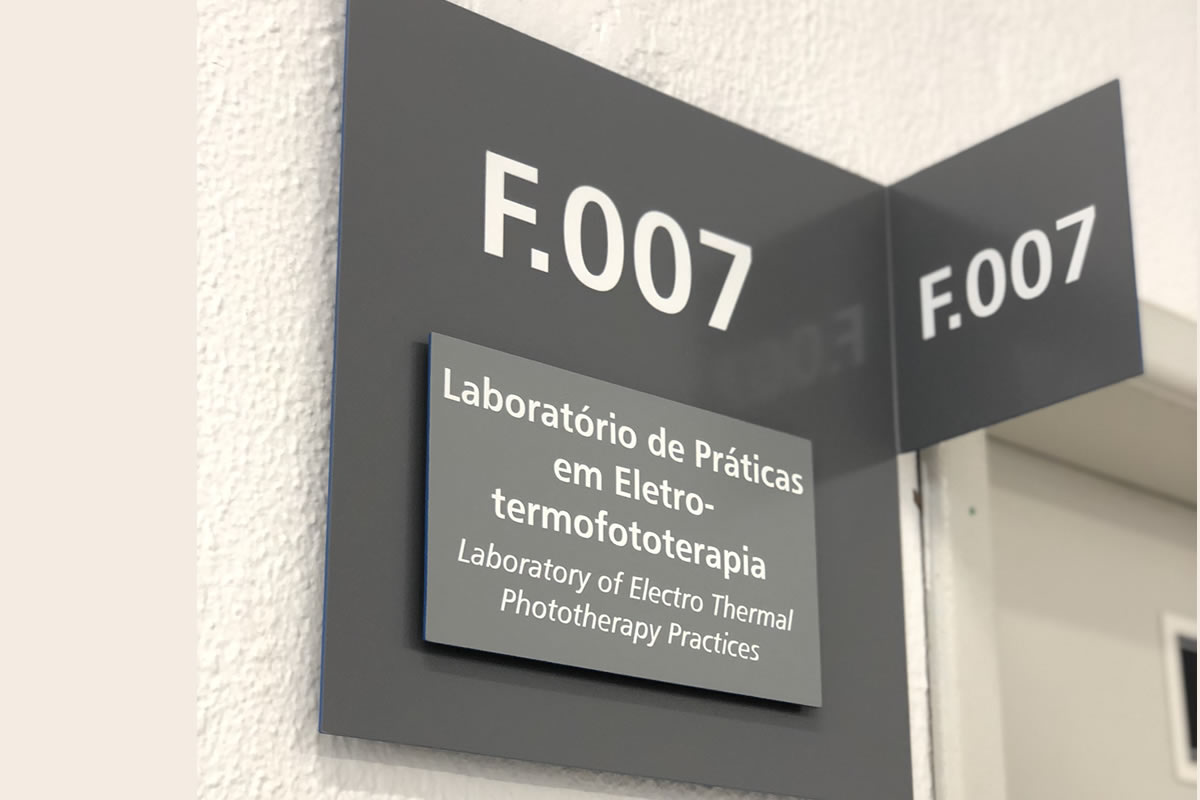 F.007
F.007
Laboratório de Práticas
em Eletro-
termofototerapia
Laboratory of Electro Thermal
Phototherapy Practices